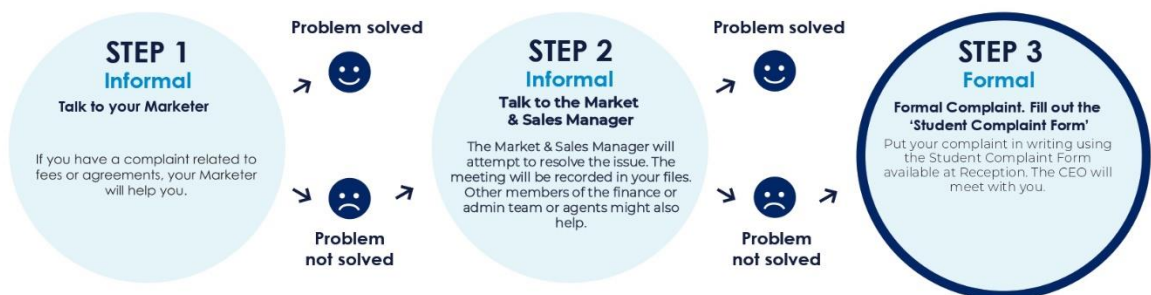 STEP 1
Informal
Talk to your Marketer
If you have a complaint related to
fees or agreements, your Marketer
will help you.
Problem solved
Problem
not solved
STEP 2
Informal
Talk to the Market
& Sales Manager
The Market & Sales Manager will
attempt to resolve the issue. The
meeting will be recorded in your files.
Other members of the finance or
admin team or agents might also
help.
Problem solved
Problem
not solved
STEP 3
Formal
Formal Complaint. Fill out the
‘Student Complaint Form’
Put your complaint in writing using
the Student Complaint Form
available at Reception. The CEO will
meet with you.